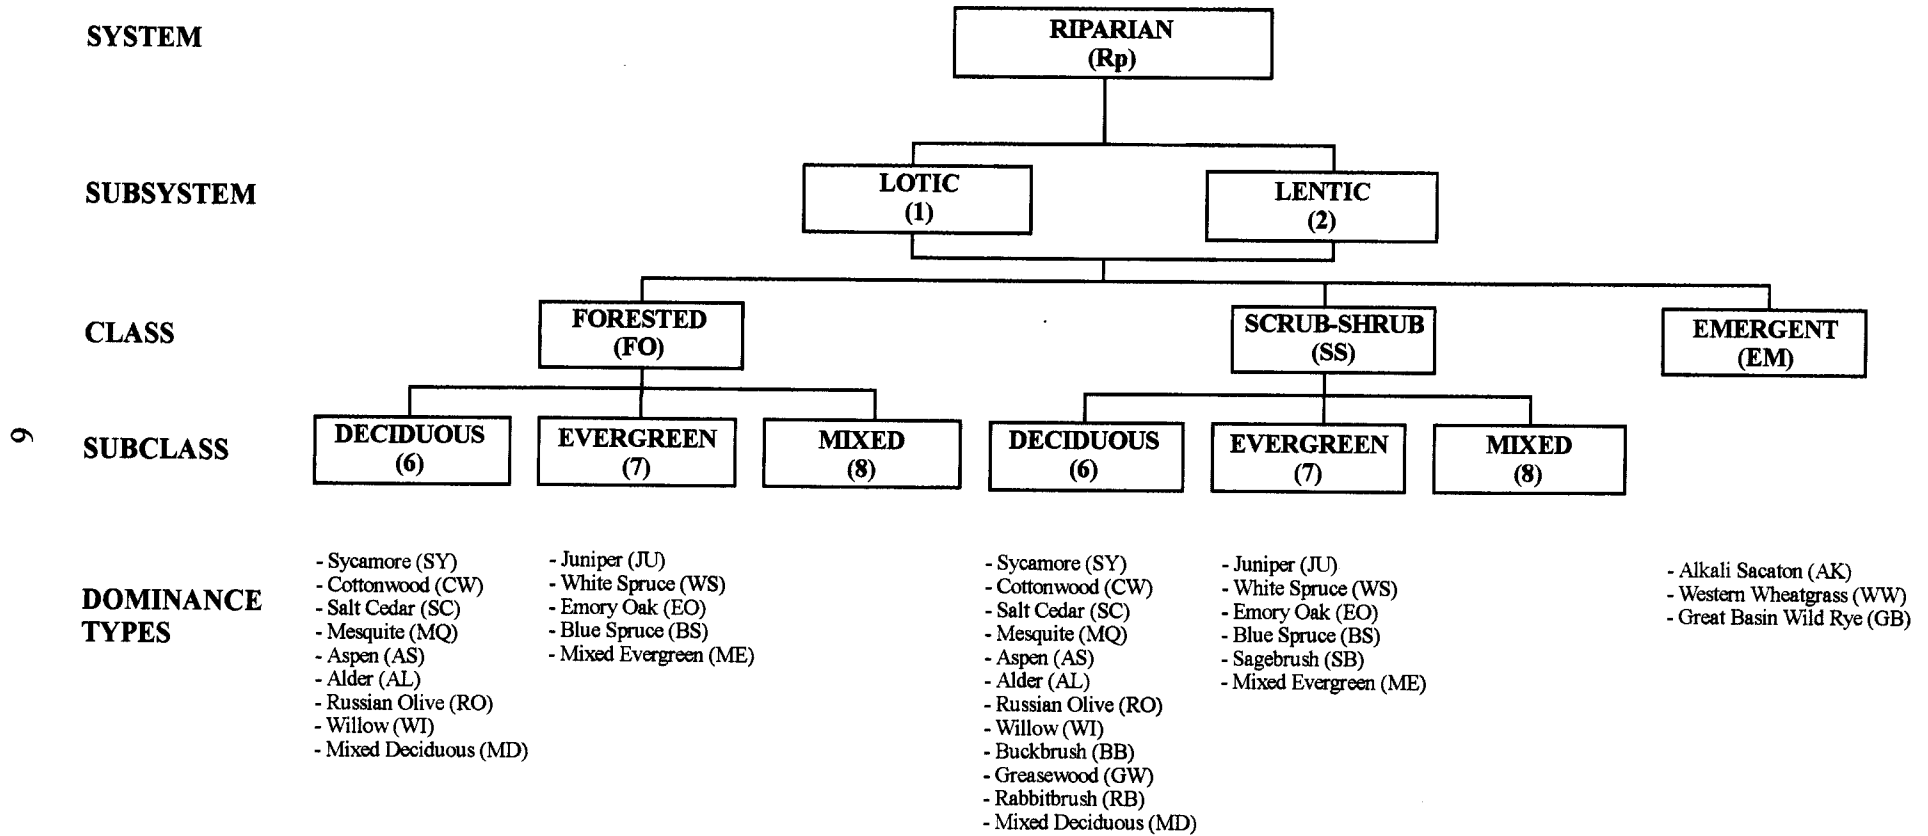 SYSTEM
RIPARIAN
(Rp)
SUBSYSTEM
LOTIC
(1)
LENTIC
(2)
CLASS
FORESTED
(FO)
SCRUB-SHRUB
(SS)
EMERGENT
(EM)
9
SUBCLASS
DECIDUOUS
(6)
EVERGREEN
(7)
MIXED
(8)
DECIDUOUS
(6)
EVERGREEN
(7)
MIXED
(8)
DOMINANCE
TYPES
- Sycamore (SY)
- Cottonwood (CW)
- Salt Cedar (SC)
- Mesquite (MQ)
- Aspen (AS)
- Alder (AL)
- Russian Olive (RO)
- Willow (WI)
- Mixed Deciduous (MD)
- Juniper (JU)
- White Spruce (WS)
- Emory Oak (EO)
- Blue Spruce (BS)
- Mixed Evergreen (ME)
- Sycamore (SY)
- Cottonwood (CW)
- Salt Cedar (SC)
- Mesquite (MQ)
- Aspen (AS)
- Alder (AL)
- Russian Olive (RO)
- Willow (WI)
- Buckbrush (BB)
- Greasewood (GW)
- Rabbitbrush (RB)
- Mixed Deciduous (MD)
- Juniper (JU)
- White Spruce (WS)
- Emory Oak (EO)
- Blue Spruce (BS)
- Sagebrush (SB)
- Mixed Evergreen (ME)
- Alkali Sacaton (AK)
- Western Wheatgrass (WW)
- Great Basin Wild Rye (GB)